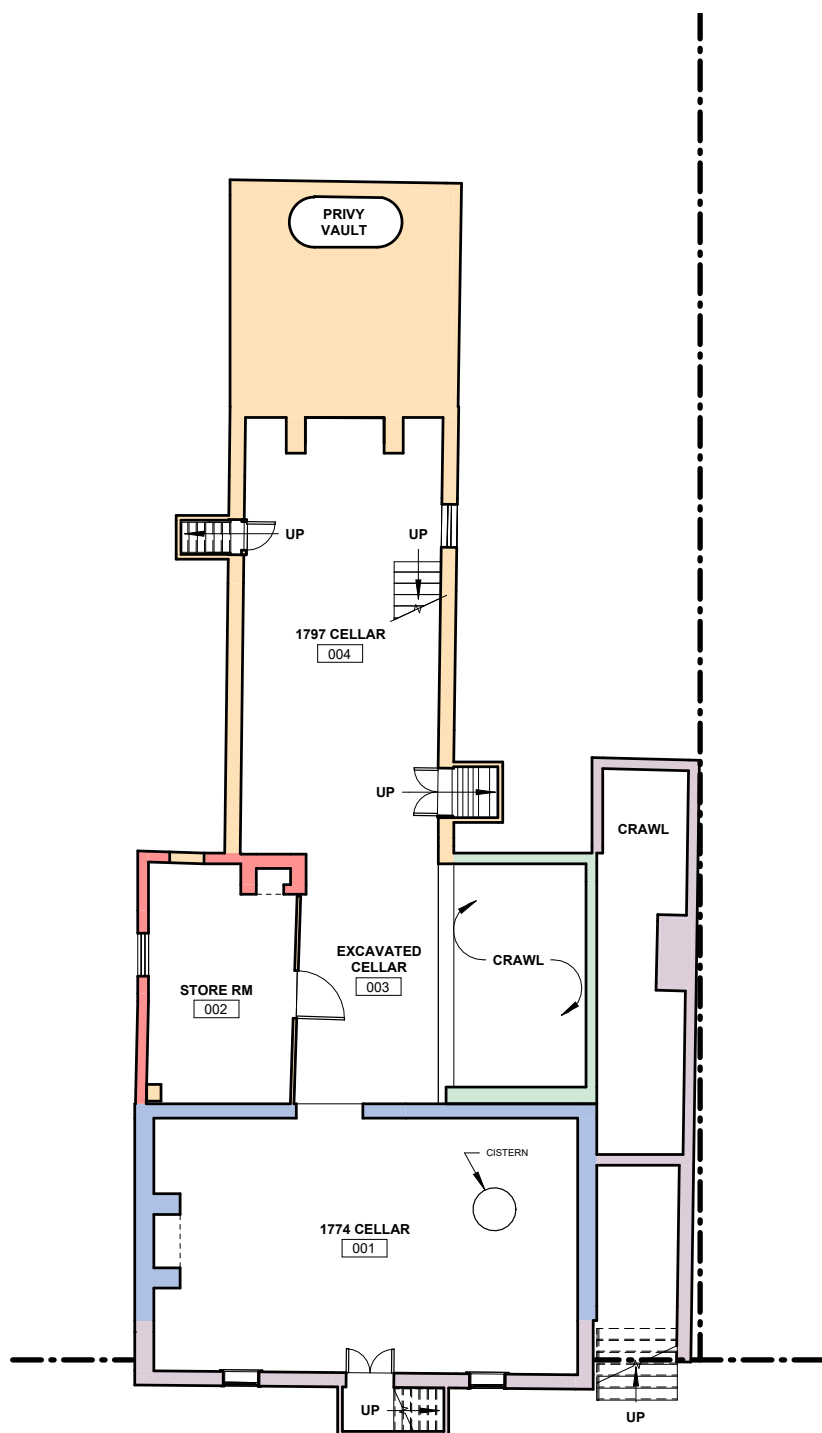 PRIVY
VAULT
UP
UP
1797 CELLAR
004
UP
CRAWL
EXCAVATED
CELLAR
003
CRAWL
STORE RM
002
CISTERN
1774 CELLAR
001
UP
UP